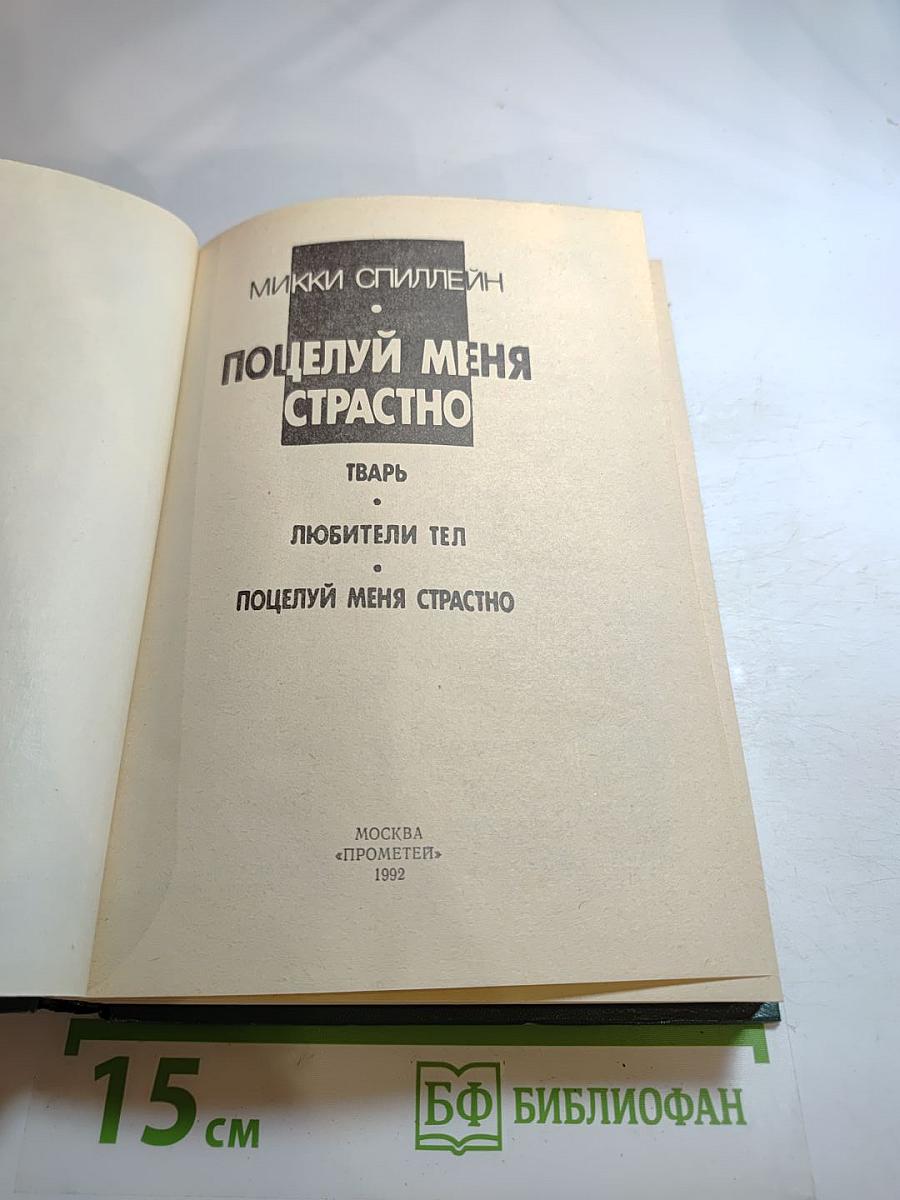 МИККИ СПИЛЛЕЙН
•
ПОЦЕЛУЙ МЕНЯ
СТРАСТНО
ТВАРЬ
•
ЛЮБИТЕЛИ ТЕЛ
•
ПОЦЕЛУЙ МЕНЯ СТРАСТНО
МОСКВА
«ПРОМЕТЕЙ»
1992
15 СМ
БФ БИБЛИОФАН